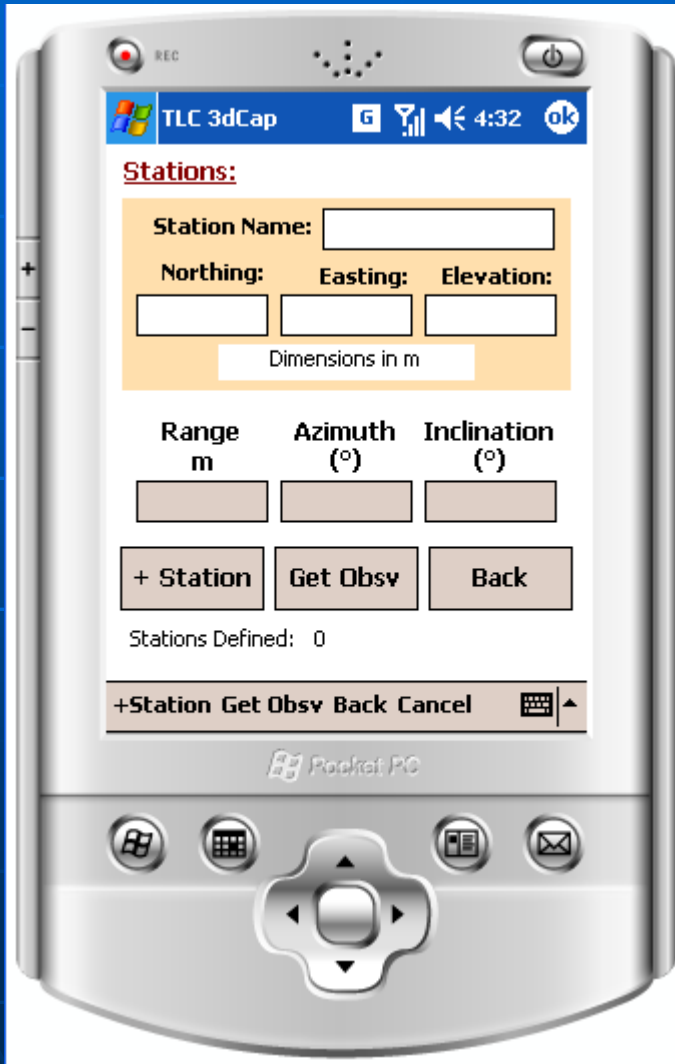 REC
TLC 3dCap G 4:32 ok
Stations:
Station Name:
Northing: Easting: Elevation:
Dimensions in m
Range Azimuth Inclination
m (°) (°)
+ Station Get Obsv Back
Stations Defined: 0
+Station Get Obsv Back Cancel
Pocket PC